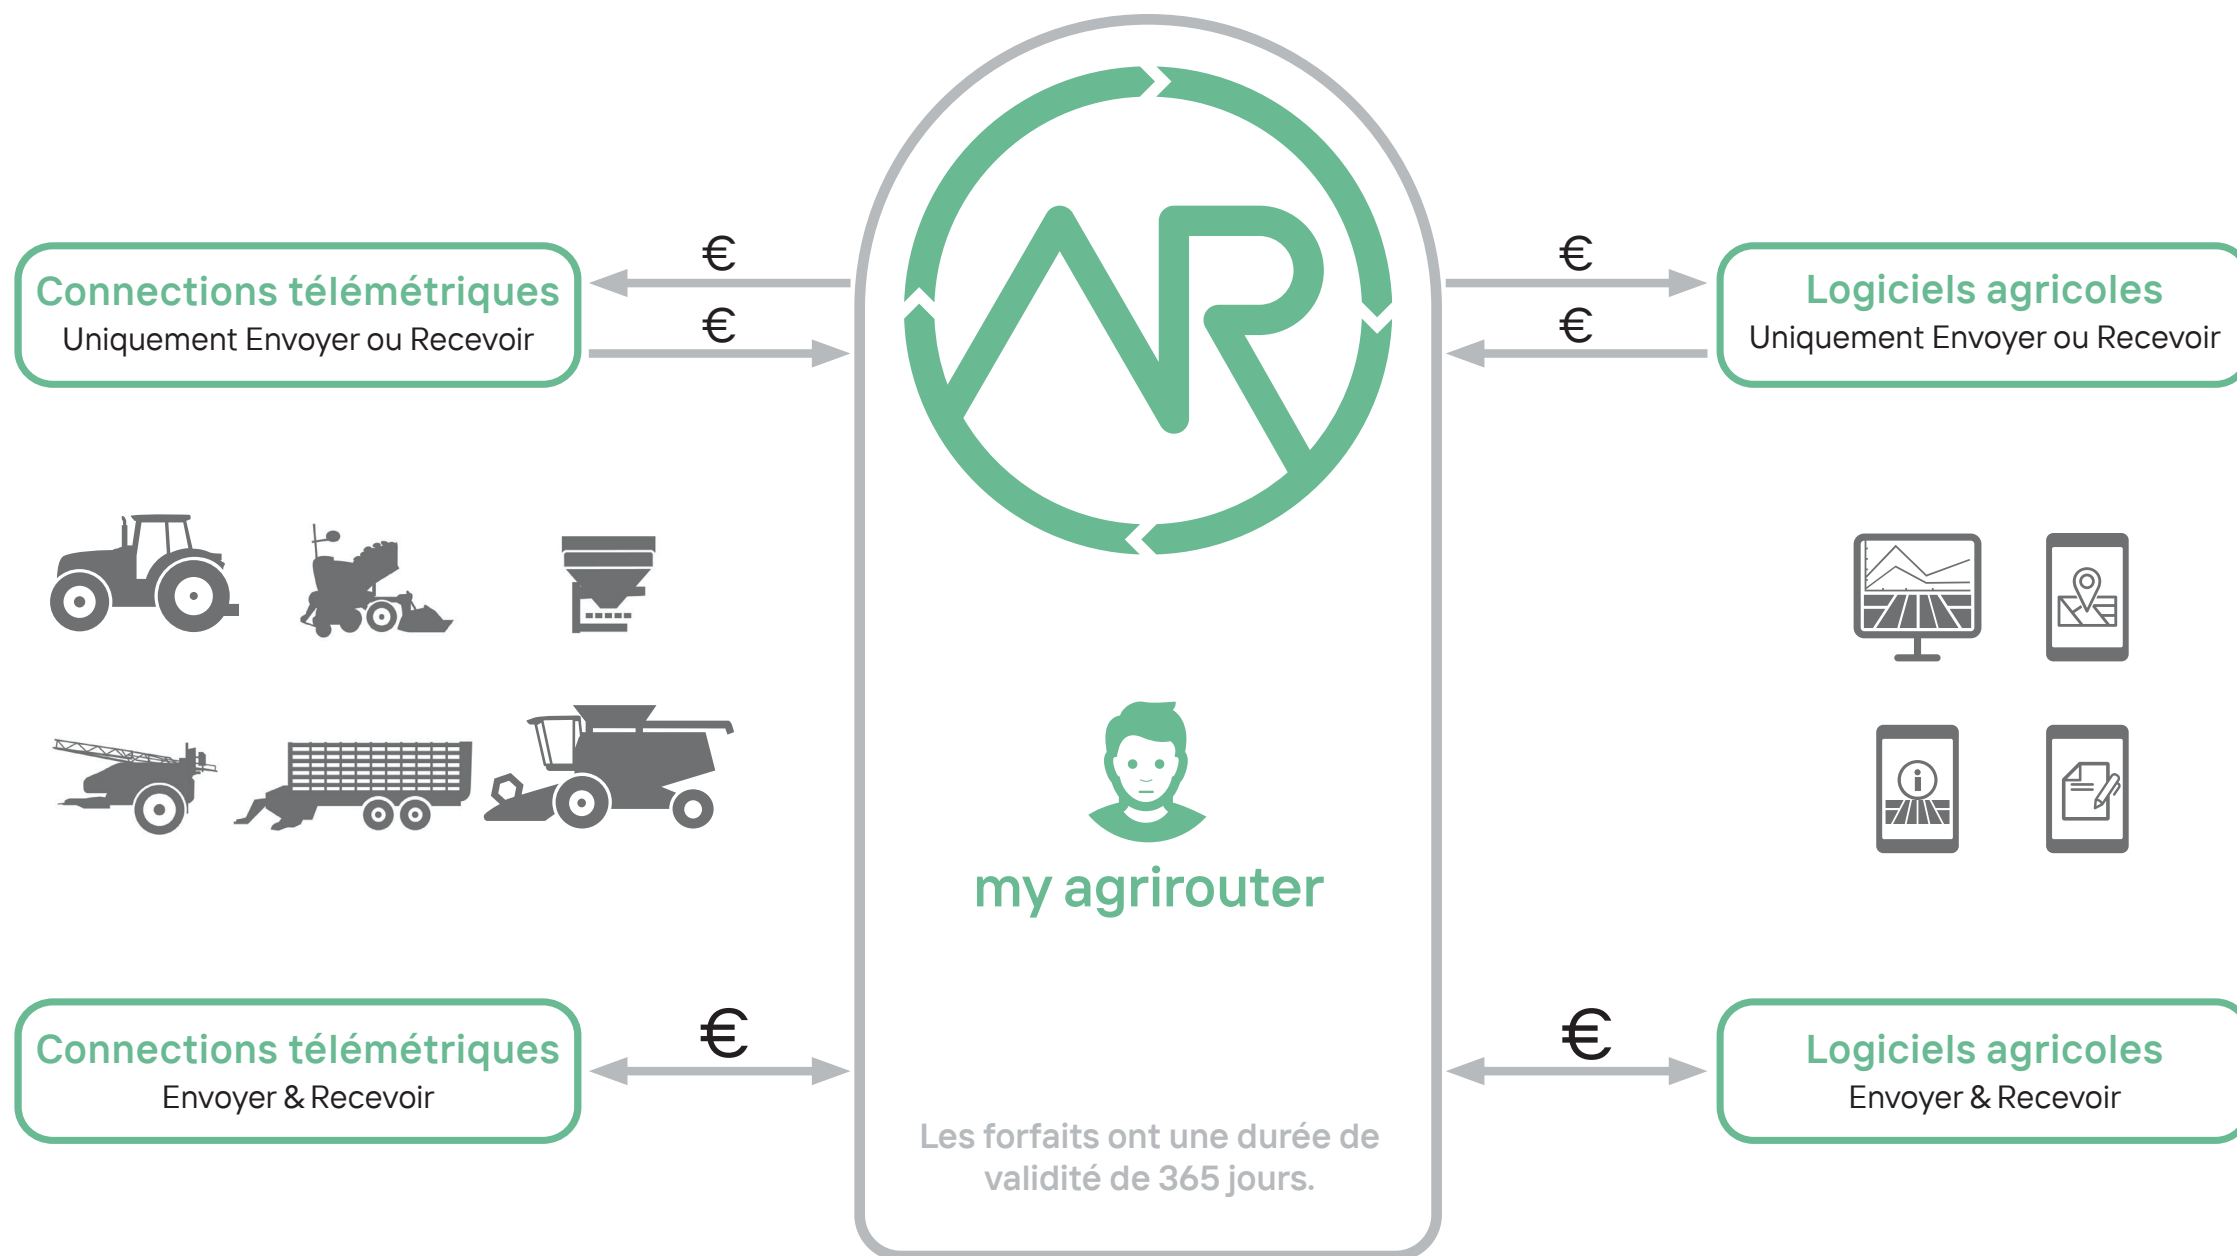 AR
€
€
Connections télémétriques
Uniquement Envoyer ou Recevoir
€
€
Logiciels agricoles
Uniquement Envoyer ou Recevoir
i
my agrirouter
Connections télémétriques
Envoyer & Recevoir
€
€
Logiciels agricoles
Envoyer & Recevoir
Les forfaits ont une durée de
validité de 365 jours.